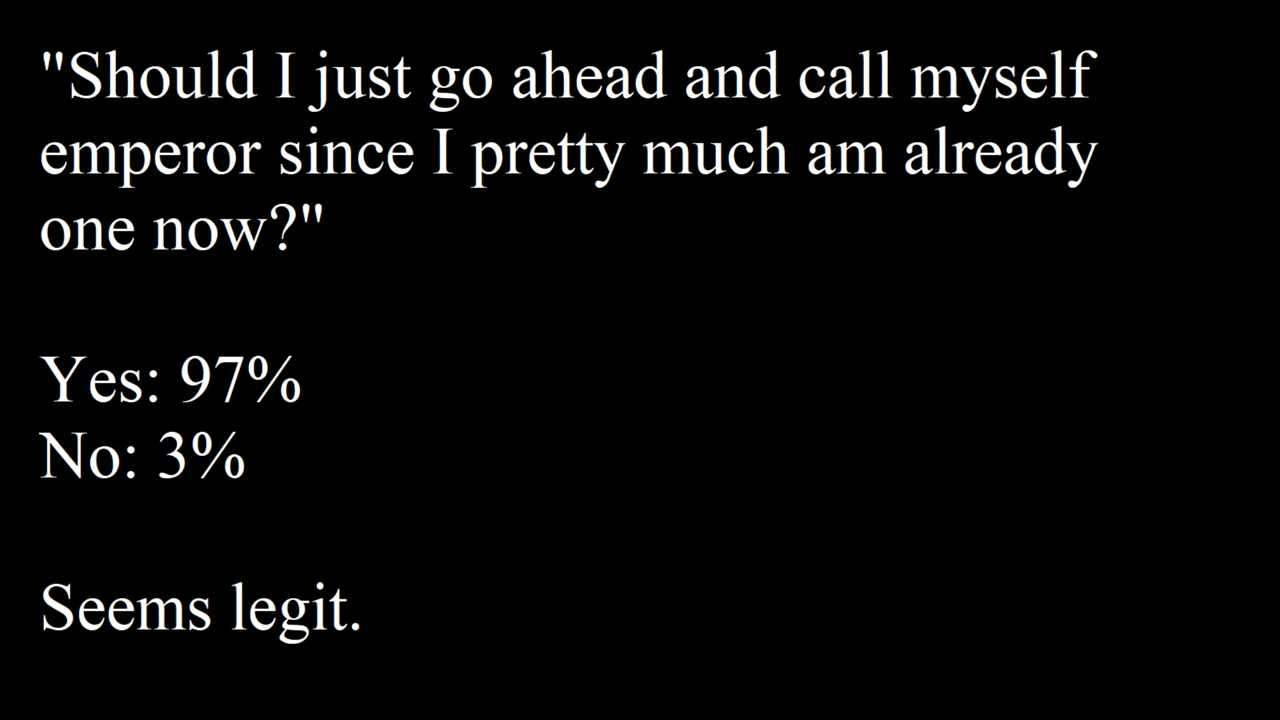 "Should I just go ahead and call myself
emperor since I pretty much am already
one now?"
Yes: 97%
No: 3%
Seems legit.